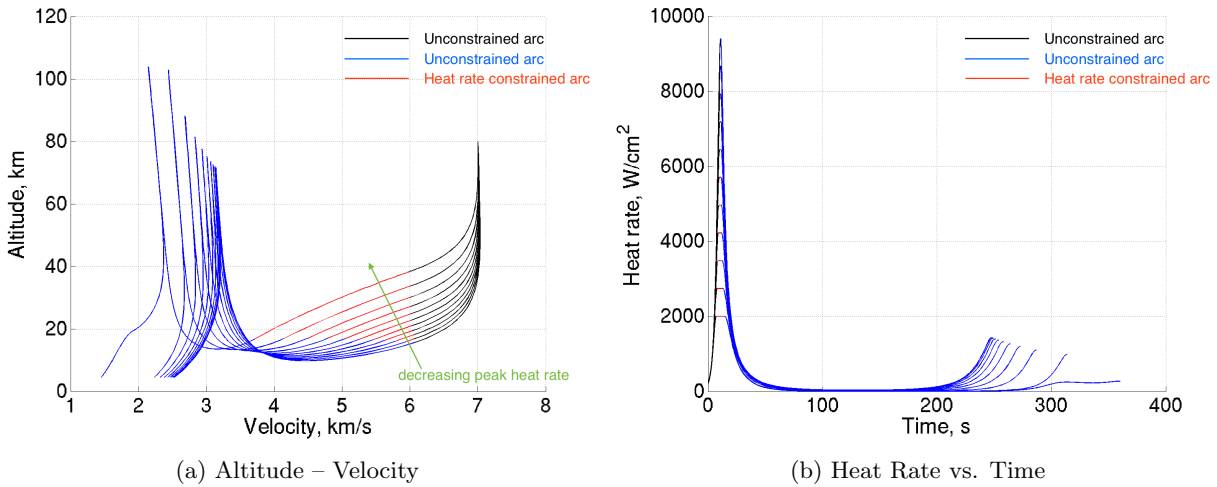 120
100
80
60
40
20
0
Altitude, km
1 2 3 4 5 6 7 8
Velocity, km/s
Unconstrained arc
Unconstrained arc
Heat rate constrained arc
decreasing peak heat rate
(a) Altitude – Velocity
10000
8000
6000
4000
2000
0
Heat rate, W/cm²
0 100 200 300 400
Time, s
Unconstrained arc
Unconstrained arc
Heat rate constrained arc
(b) Heat Rate vs. Time